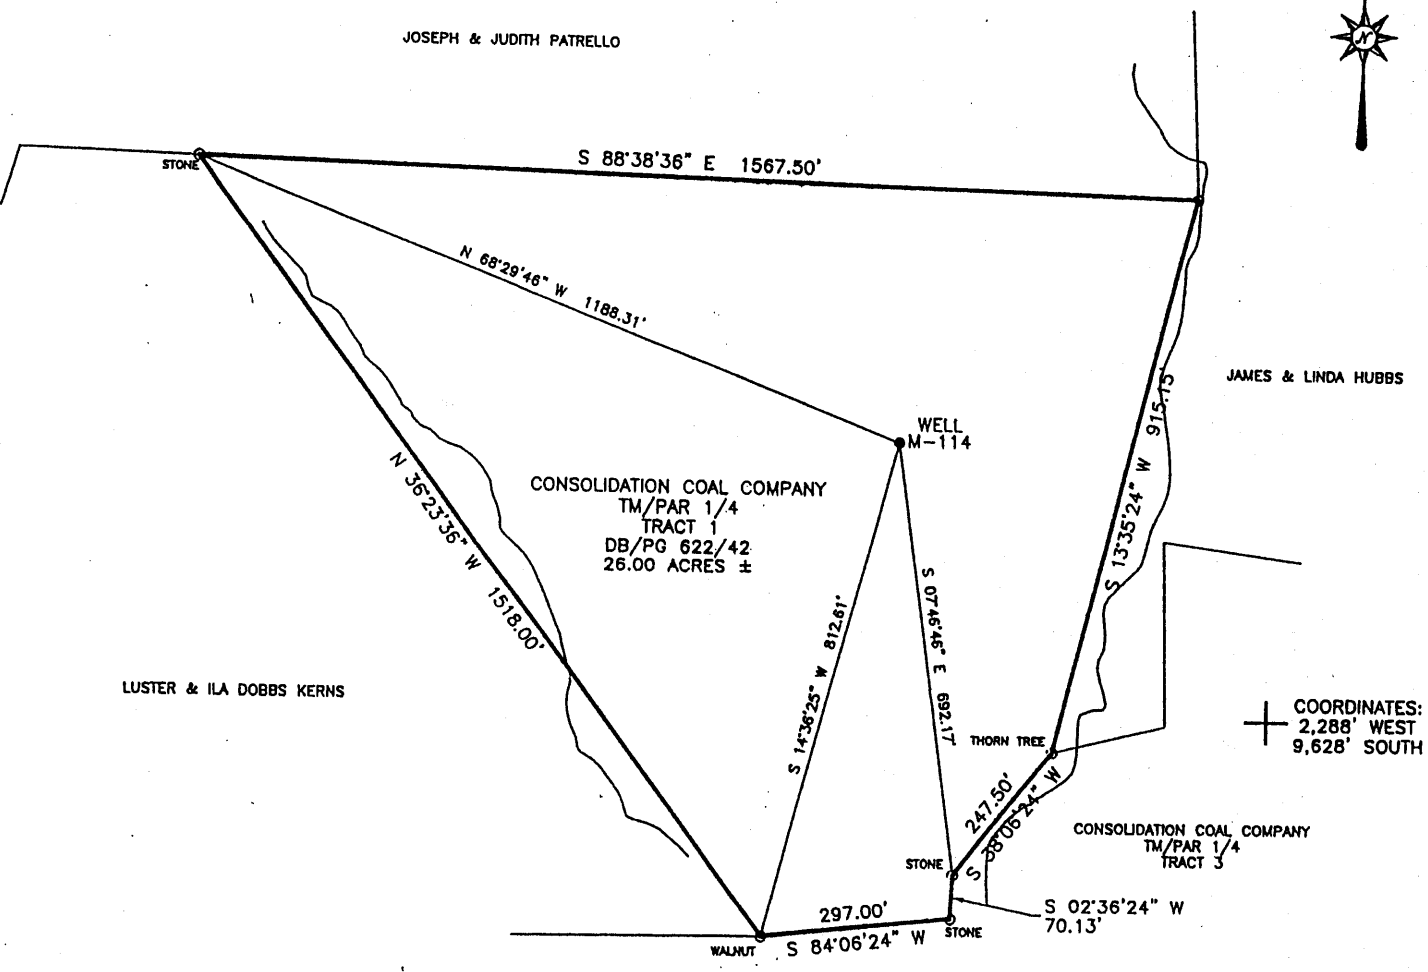 JOSEPH & JUDITH PATRELLO
N
STONE
S 88°38'36" E 1567.50'
N 68°29'46" W 1188.31'
JAMES & LINDA HUBBS
S 13°35'24" W 915.15'
WELL
M-114
CONSOLIDATION COAL COMPANY
TM/PAR 1/4
TRACT 1
DB/PG 622/42
26.00 ACRES ±
N 36°23'36" W 1518.00'
S 14°36'25" W 812.61'
S 07°46'46" E 692.17'
LUSTER & ILA DOBBS KERNS
COORDINATES:
2,288' WEST
9,628' SOUTH
THORN TREE
247.50'
S 38°06'24" W
CONSOLIDATION COAL COMPANY
TM/PAR 1/4
TRACT 3
STONE
S 02°36'24" W
70.13'
297.00'
S 84°06'24" W
STONE
WALNUT